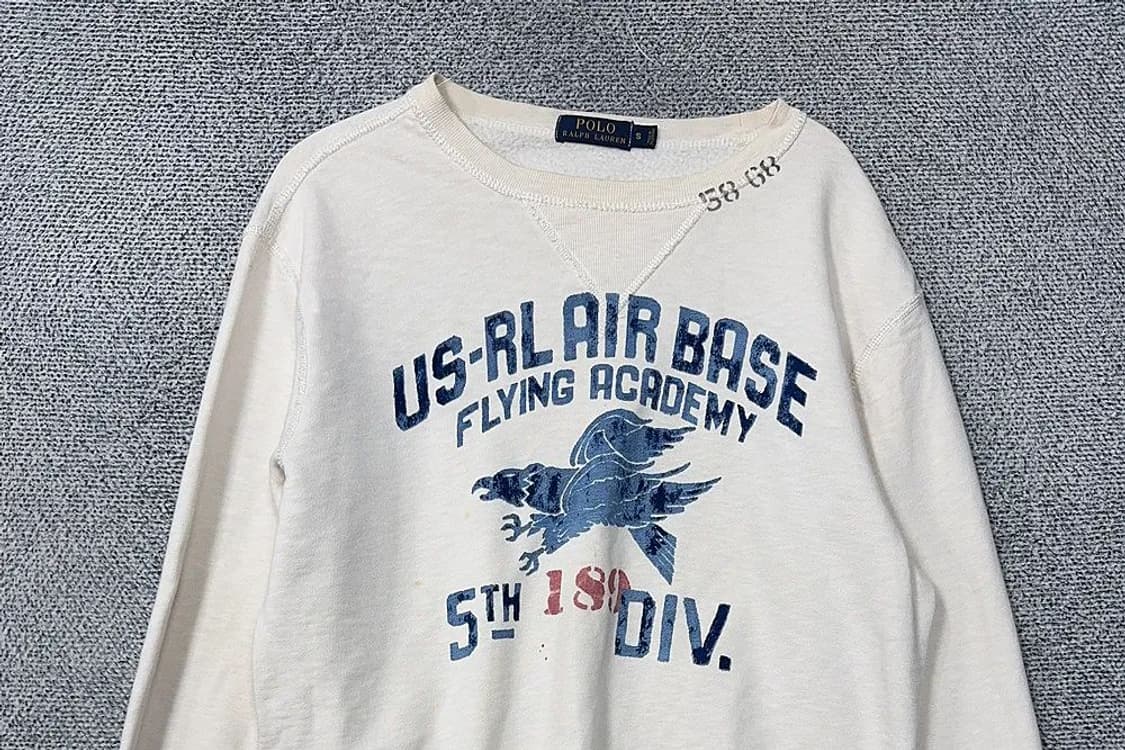 POLO
RALPH LAUREN
S
'58-68
US-RL AIR BASE
FLYING ACADEMY
5TH 189 DIV.